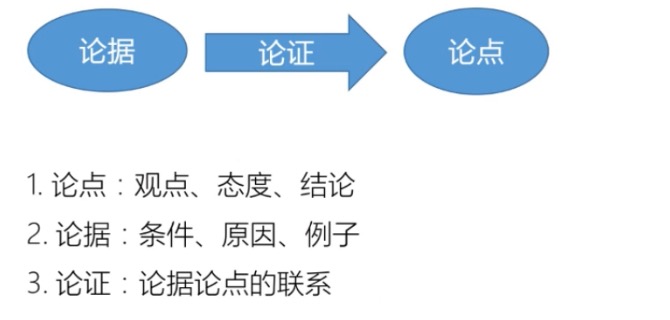 论据 论证 论点
1. 论点：观点、态度、结论
2. 论据：条件、原因、例子
3. 论证：论据论点的联系